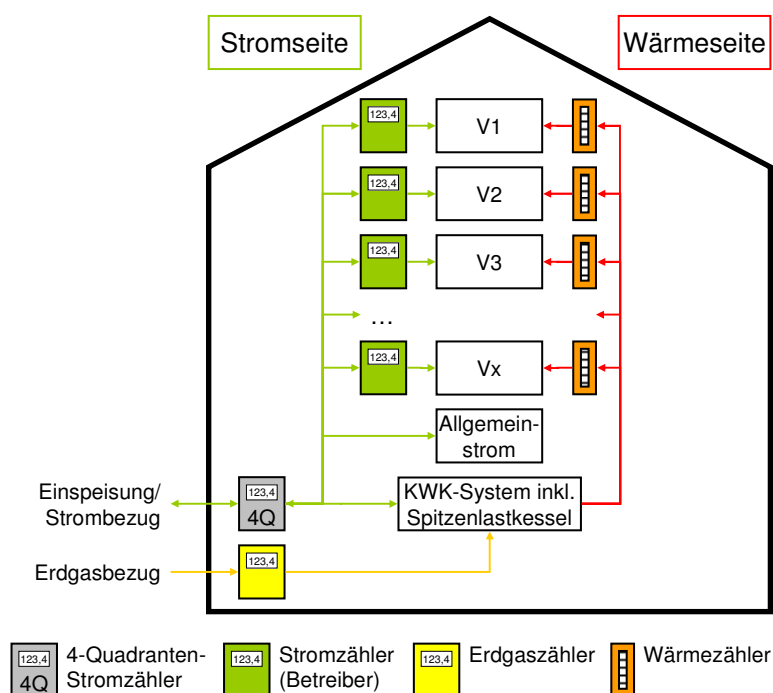 Stromseite
Wärmeseite
123,4
V1
123,4
V2
123,4
V3
...
123,4
Vx
Allgemein-
strom
Einspeisung/
Strombezug
123,4
4Q
KWK-System inkl.
Spitzenlastkessel
Erdgasbezug
123,4
123,4
4Q
4-Quadranten-
Stromzähler
123,4
Stromzähler
(Betreiber)
123,4
Erdgaszähler
Wärmezähler